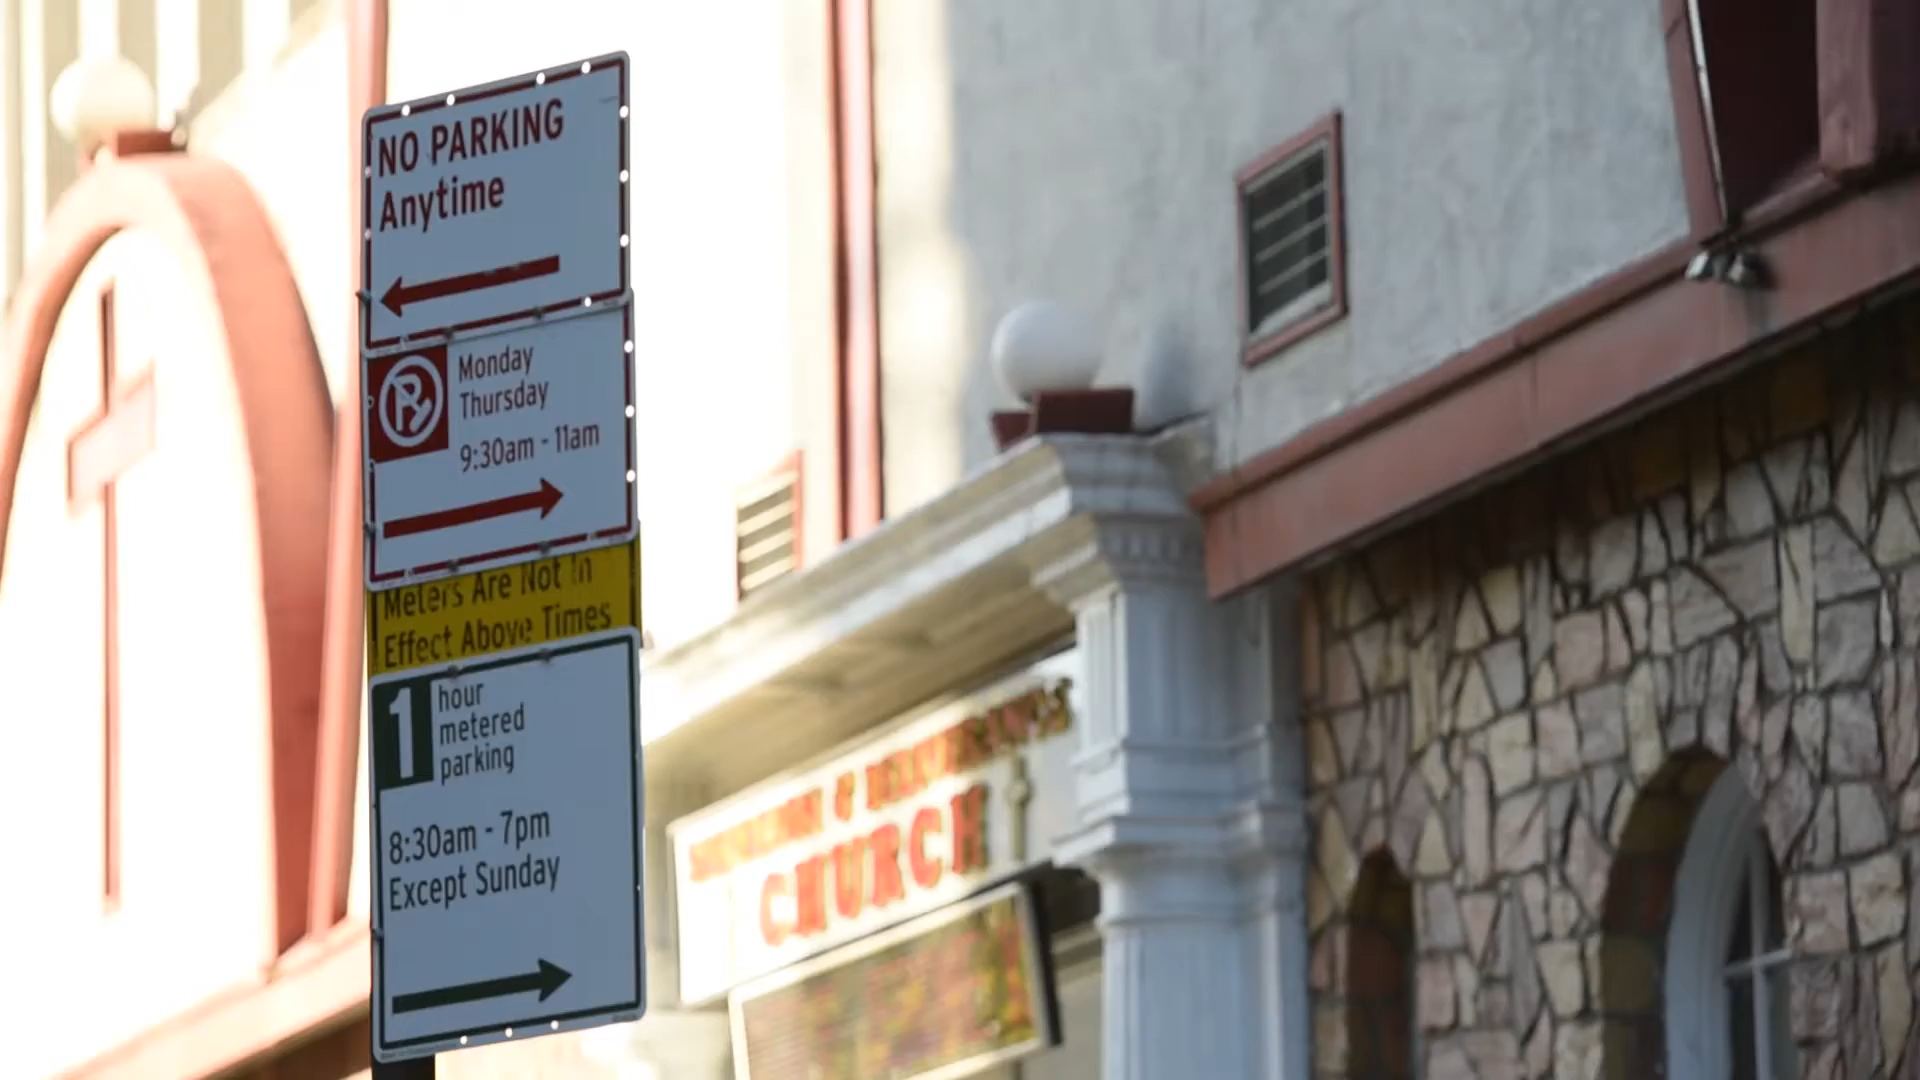 NO PARKING
Anytime
Monday
Thursday
9:30am - 11am
Meters Are Not In
Effect Above Times
1 hour
metered
parking
8:30am - 7pm
Except Sunday
CHURCH